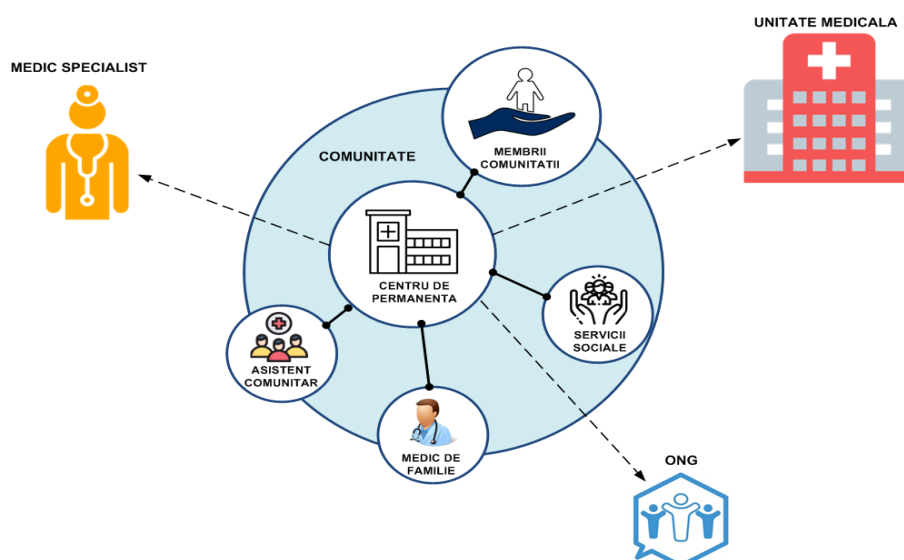 UNITATE MEDICALA
MEDIC SPECIALIST
MEMBRII
COMUNITATII
COMUNITATE
CENTRU DE
PERMANENTA
SERVICII
SOCIALE
ASISTENT
COMUNITAR
MEDIC DE
FAMILIE
ONG